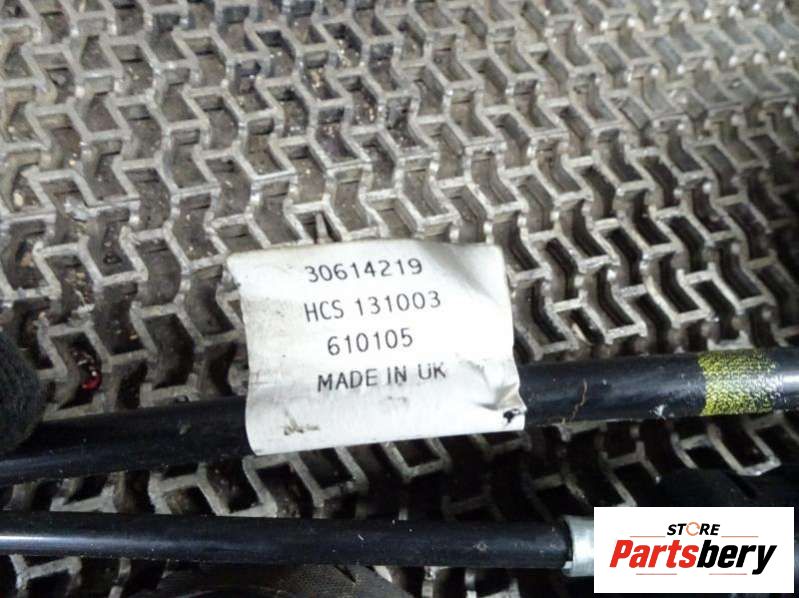 30614219
HCS 131003
610105
MADE IN UK
STORE
Partsbery